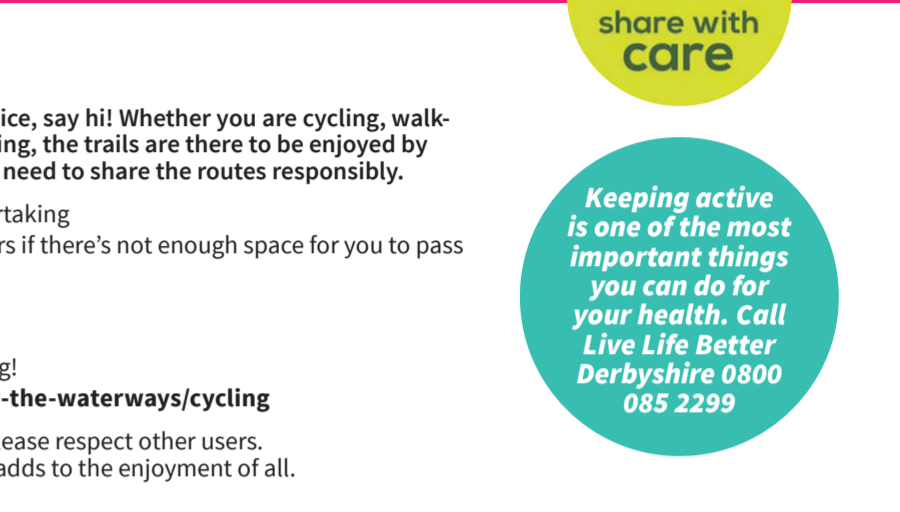 share with
care
ice, say hi! Whether you are cycling, walk-
ing, the trails are there to be enjoyed by
need to share the routes responsibly.
rtaking
rs if there's not enough space for you to pass
g!
-the-waterways/cycling
lease respect other users.
adds to the enjoyment of all.
Keeping active
is one of the most
important things
you can do for
your health. Call
Live Life Better
Derbyshire 0800
085 2299